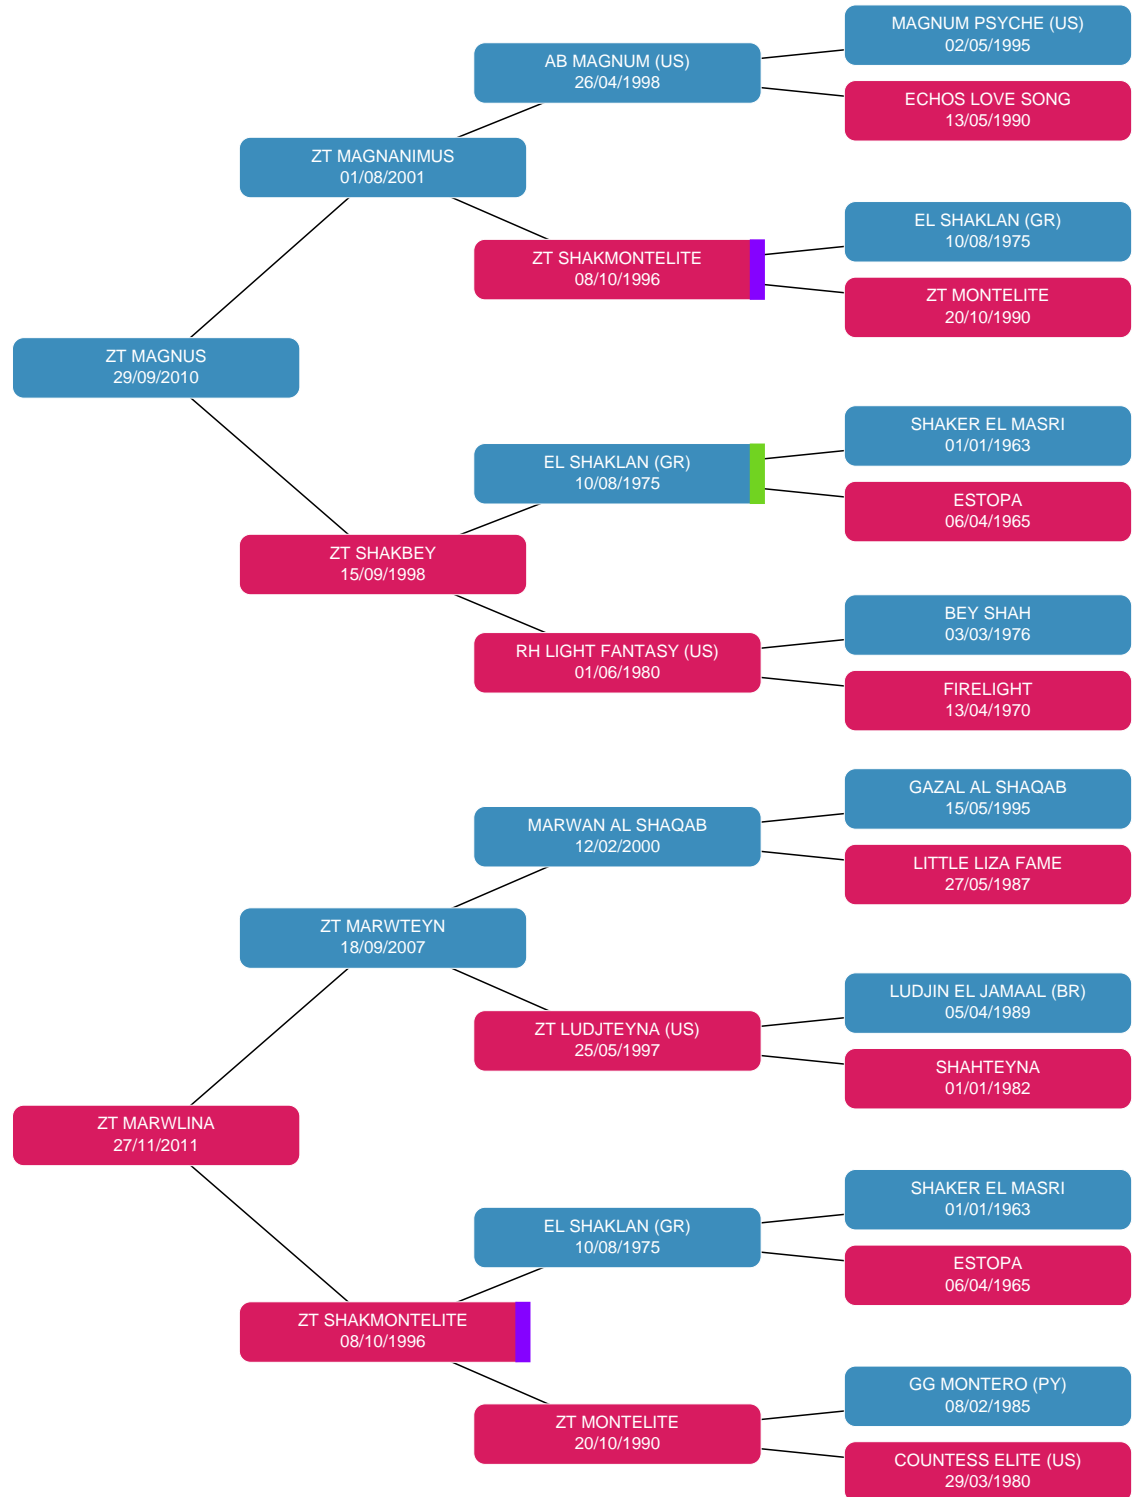 MAGNUM PSYCHE (US)
02/05/1995
AB MAGNUM (US)
26/04/1998
ECHOS LOVE SONG
13/05/1990
ZT MAGNANIMUS
01/08/2001
EL SHAKLAN (GR)
10/08/1975
ZT SHAKMONTELITE
08/10/1996
ZT MONTELITE
20/10/1990
ZT MAGNUS
29/09/2010
SHAKER EL MASRI
01/01/1963
EL SHAKLAN (GR)
10/08/1975
ESTOPA
06/04/1965
ZT SHAKBEY
15/09/1998
BEY SHAH
03/03/1976
RH LIGHT FANTASY (US)
01/06/1980
FIRELIGHT
13/04/1970
GAZAL AL SHAQAB
15/05/1995
MARWAN AL SHAQAB
12/02/2000
LITTLE LIZA FAME
27/05/1987
ZT MARWTEYN
18/09/2007
LUDJIN EL JAMAAL (BR)
05/04/1989
ZT LUDJTEYNA (US)
25/05/1997
SHAHTEYNA
01/01/1982
ZT MARWLINA
27/11/2011
SHAKER EL MASRI
01/01/1963
EL SHAKLAN (GR)
10/08/1975
ESTOPA
06/04/1965
ZT SHAKMONTELITE
08/10/1996
GG MONTERO (PY)
08/02/1985
ZT MONTELITE
20/10/1990
COUNTESS ELITE (US)
29/03/1980